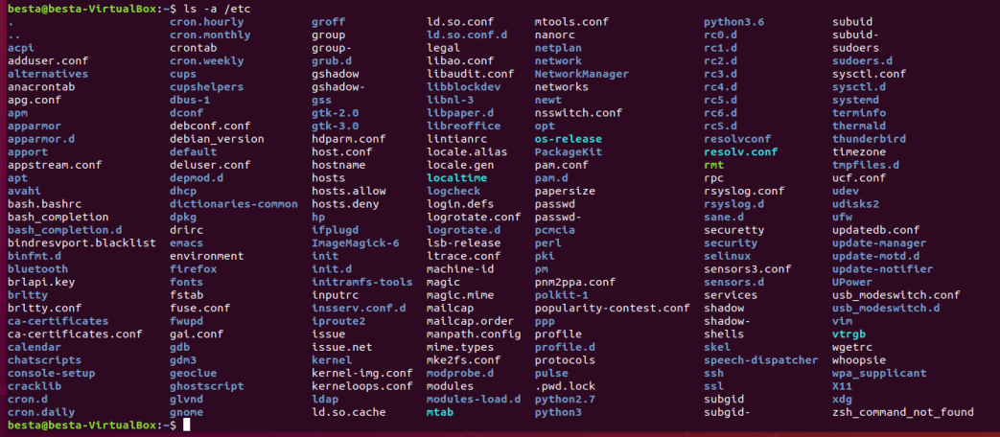 besta@besta-VirtualBox:~$ ls -a /etc
. cron.hourly groff ld.so.conf mtools.conf python3.6 subuid
.. cron.monthly group ld.so.conf.d nanorc rc0.d subuid-
acpi crontab group- legal netplan rc1.d sudoers
adduser.conf cron.weekly grub.d libao.conf network rc2.d sudoers.d
alternatives cups gshadow libaudit.conf NetworkManager rc3.d sysctl.conf
anacrontab cupshelpers gshadow- libblockdev networks rc4.d sysctl.d
apg.conf dbus-1 gss libnl-3 newt rc5.d systemd
apm dconf gtk-2.0 libpaper.d nsswitch.conf rc6.d terminfo
apparmor debconf.conf gtk-3.0 libreoffice opt rcS.d thermald
apparmor.d debian_version hdparm.conf lintianrc os-release resolvconf thunderbird
apport default host.conf locale.alias PackageKit resolv.conf timezone
appstream.conf deluser.conf hostname locale.gen pam.conf rmt tmpfiles.d
apt depmod.d hosts localtime pam.d rpc ucf.conf
avahi dhcp hosts.allow logcheck papersize rsyslog.conf udev
bash.bashrc dictionaries-common hosts.deny login.defs passwd rsyslog.d udisks2
bash_completion dpkg hp logrotate.conf passwd- sane.d ufw
bash_completion.d drirc ifplugd logrotate.d pcmcia securetty updatedb.conf
bindresvport.blacklist emacs ImageMagick-6 lsb-release perl security update-manager
binfmt.d environment init ltrace.conf pki selinux update-motd.d
bluetooth firefox init.d machine-id pm sensors3.conf update-notifier
brlapi.key fonts initramfs-tools magic pnm2ppa.conf sensors.d UPower
brltty fstab inputrc magic.mime polkit-1 services usb_modeswitch.conf
brltty.conf fuse.conf insserv.conf.d mailcap popularity-contest.conf shadow usb_modeswitch.d
ca-certificates fwupd iproute2 mailcap.order ppp shadow- vim
ca-certificates.conf gai.conf issue manpath.config profile shells vtrgb
calendar gdb issue.net mime.types profile.d skel wgetrc
chatscripts gdm3 kernel mke2fs.conf protocols speech-dispatcher whoopsie
console-setup geoclue kernel-img.conf modprobe.d pulse ssh wpa_supplicant
cracklib ghostscript kerneloops.conf modules .pwd.lock ssl X11
cron.d glvnd ldap modules-load.d python2.7 subgid xdg
cron.daily gnome ld.so.cache mtab python3 subgid- zsh_command_not_found
besta@besta-VirtualBox:~$